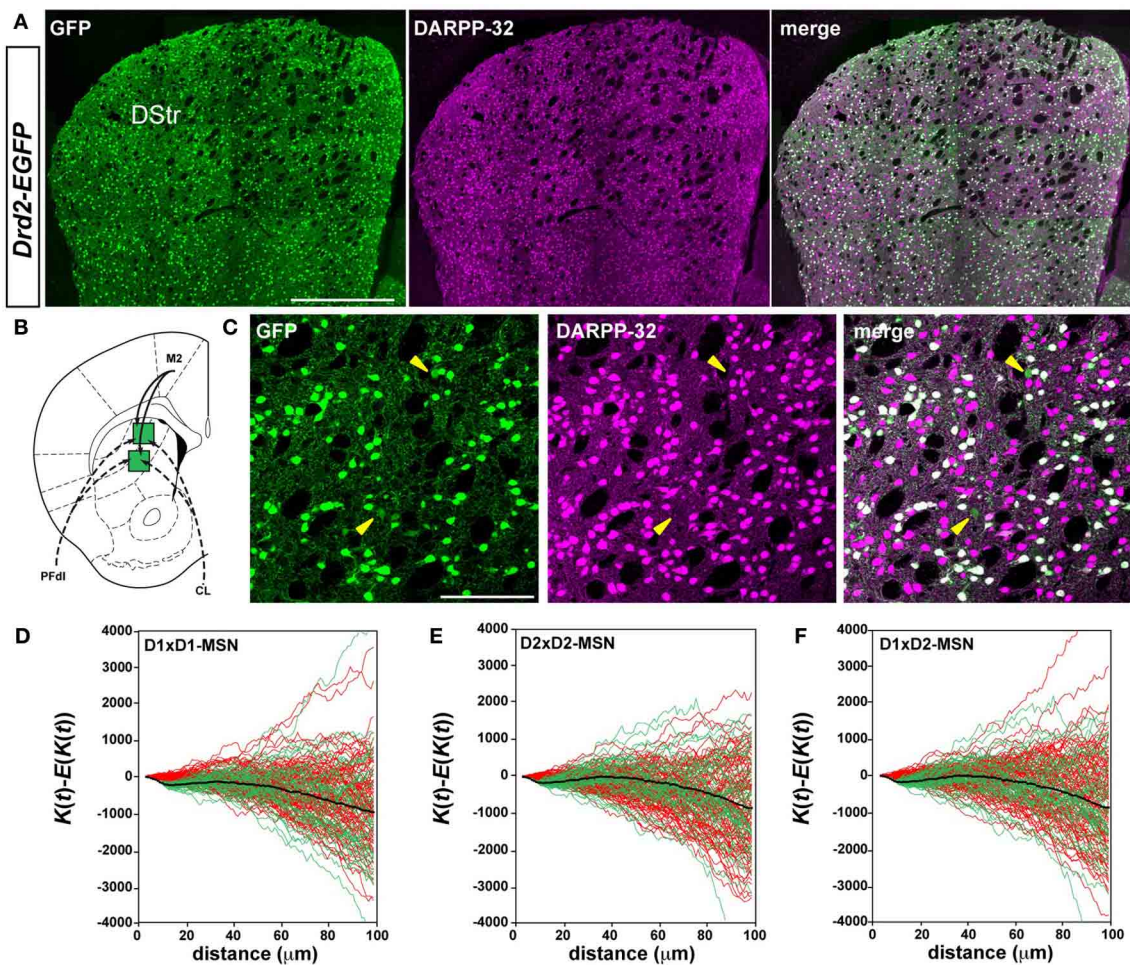 A
GFP
DARPP-32
merge
Drd2-EGFP
DStr
B
M2
PFdl
CL
C
GFP
DARPP-32
merge
D
D1xD1-MSN
K(t)-E(K(t))
4000
3000
2000
1000
0
-1000
-2000
-3000
-4000
0 20 40 60 80 100
distance (μm)
E
D2xD2-MSN
K(t)-E(K(t))
4000
3000
2000
1000
0
-1000
-2000
-3000
-4000
0 20 40 60 80 100
distance (μm)
F
D1xD2-MSN
K(t)-E(K(t))
4000
3000
2000
1000
0
-1000
-2000
-3000
-4000
0 20 40 60 80 100
distance (μm)